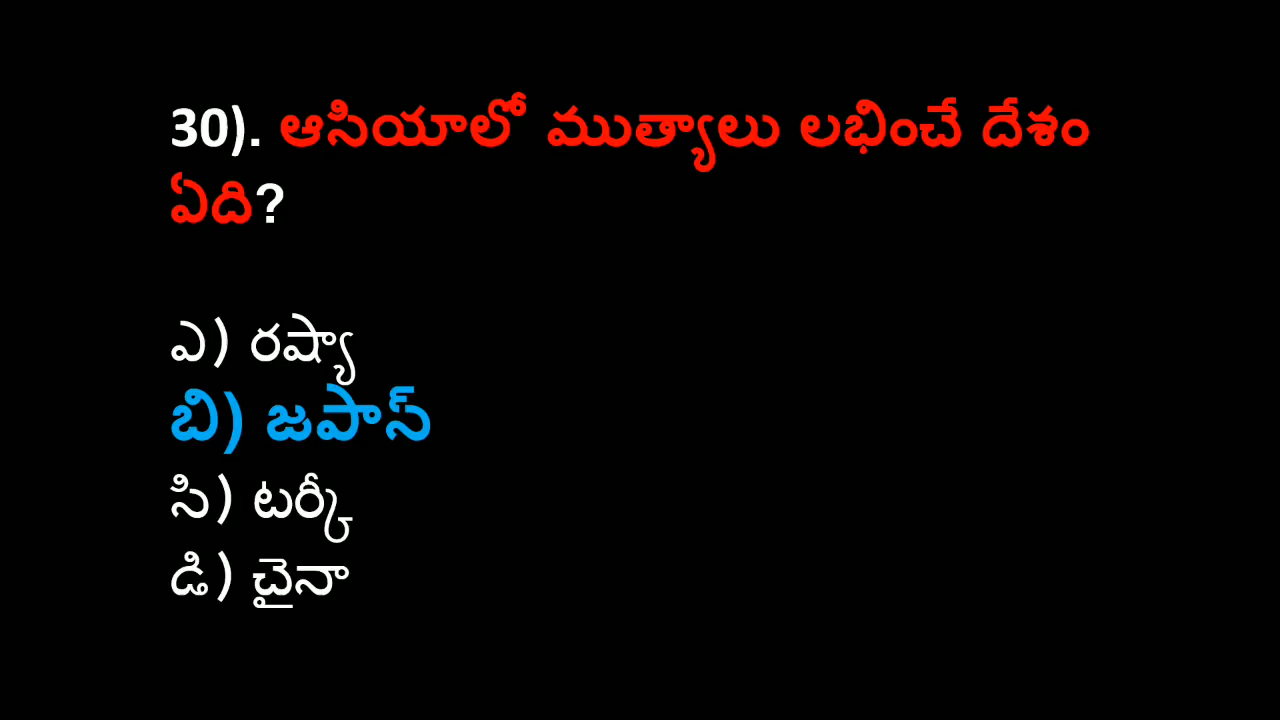 30). ఆసియాలో ముత్యాలు లభించే దేశం
ఏది?
ఎ) రష్యా
బి) జపాన్
సి) టర్కీ
డి) చైనా